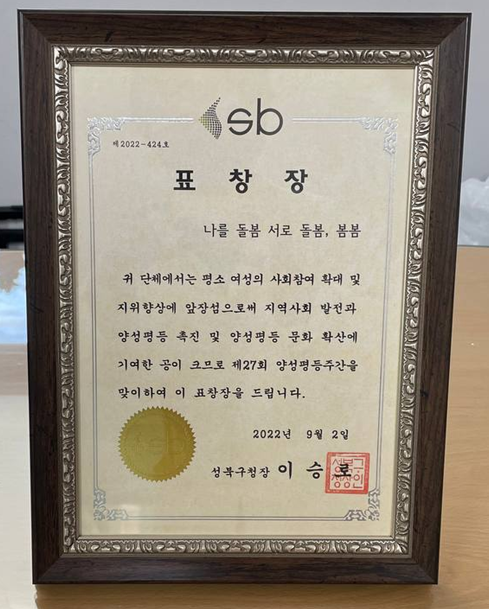 sb
제2022-424호
표 창 장
나를 돌봄 서로 돌봄, 봄봄
귀 단체에서는 평소 여성의 사회참여 확대 및
지위향상에 앞장섬으로써 지역사회 발전과
양성평등 촉진 및 양성평등 문화 확산에
기여한 공이 크므로 제27회 양성평등주간을
맞이하여 이 표창장을 드립니다.
2022년 9월 2일
성북구청장 이 승 로
성북구
청장인